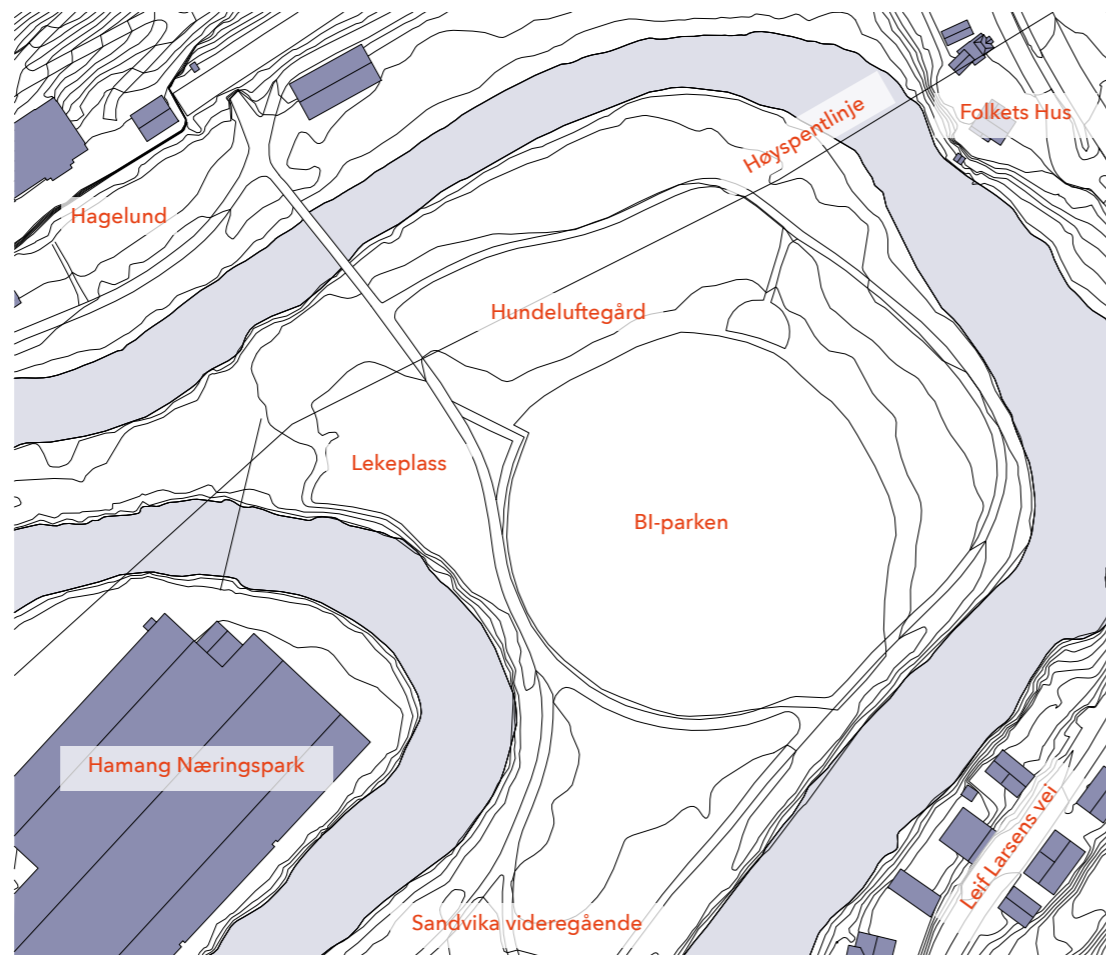 Folkets Hus
Høyspentlinje
Hagelund
Hundeluftegård
Lekeplass
BI-parken
Hamang Næringspark
Leif Larsens vei
Sandvika videregående